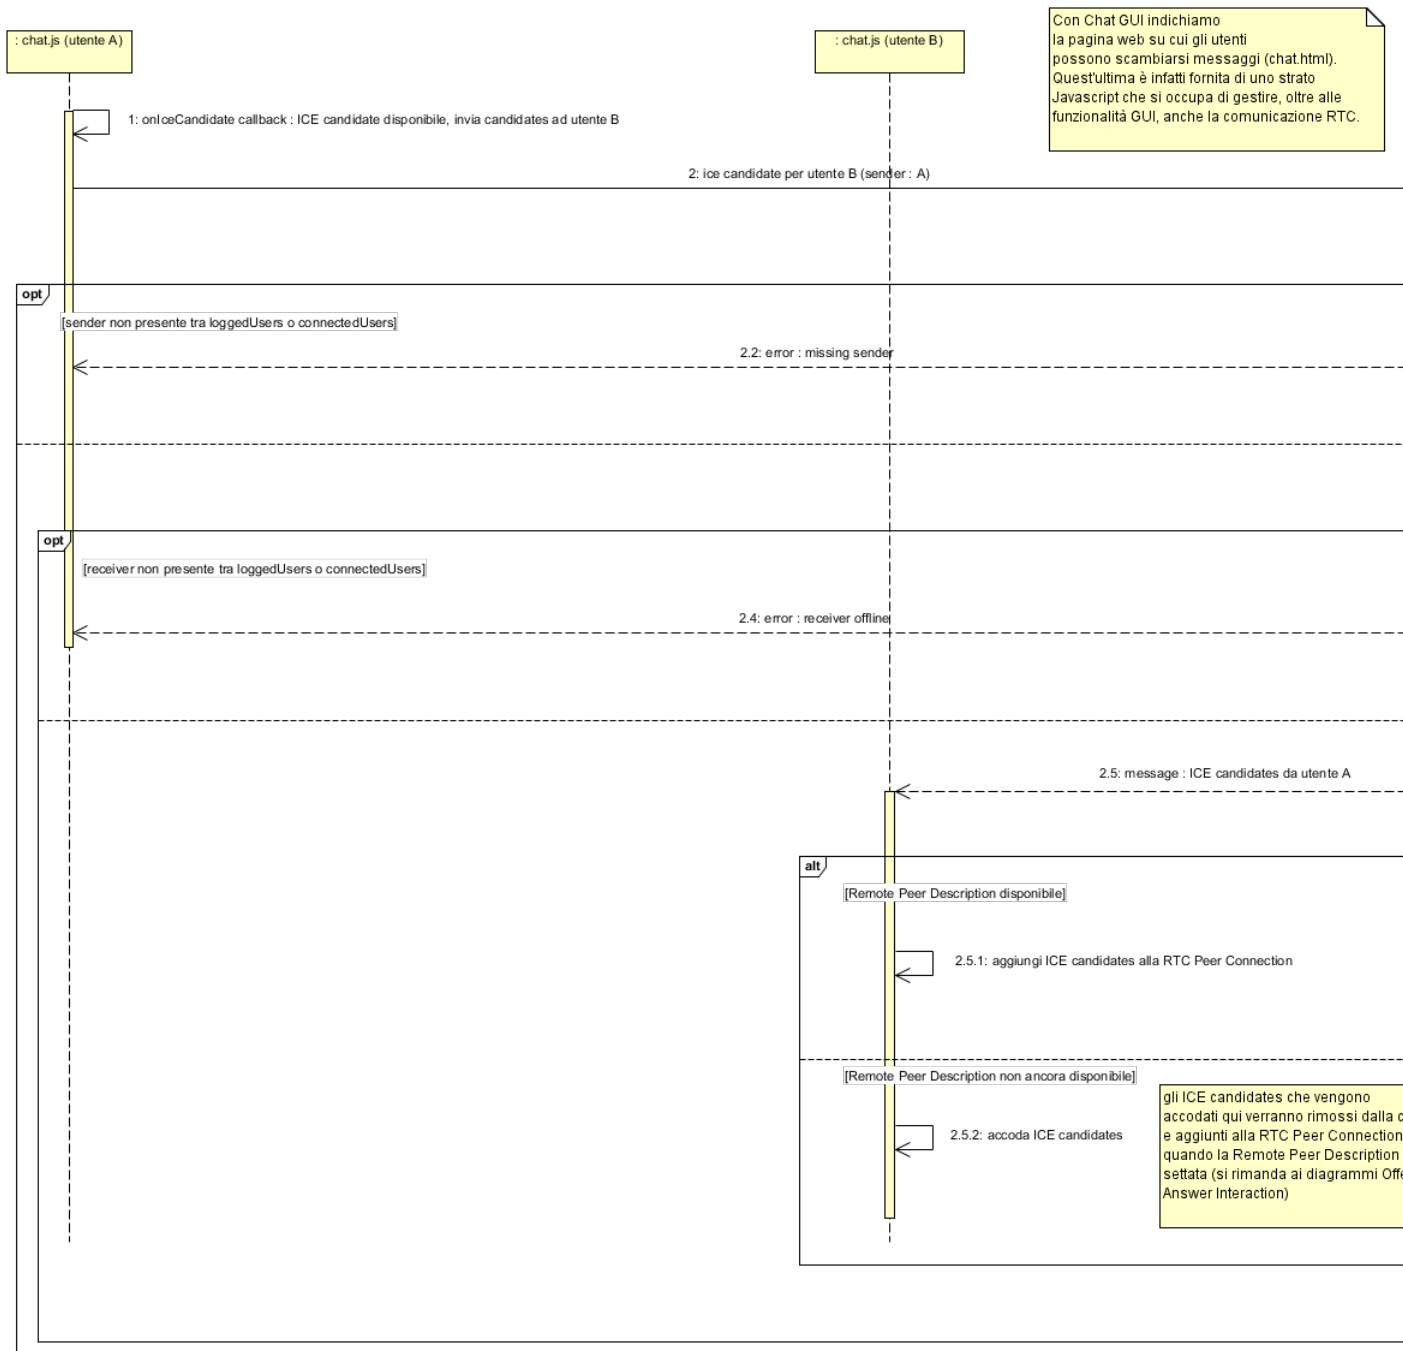 : chat.js (utente A)
: chat.js (utente B)
Con Chat GUI indichiamo
la pagina web su cui gli utenti
possono scambiarsi messaggi (chat.html).
Quest'ultima è infatti fornita di uno strato
Javascript che si occupa di gestire, oltre alle
funzionalità GUI, anche la comunicazione RTC.
1: onIceCandidate callback : ICE candidate disponibile, invia candidates ad utente B
2: ice candidate per utente B (sender : A)
opt
[sender non presente tra loggedUsers o connectedUsers]
2.2: error : missing sender
opt
[receiver non presente tra loggedUsers o connectedUsers]
2.4: error : receiver offline
2.5: message : ICE candidates da utente A
alt
[Remote Peer Description disponibile]
2.5.1: aggiungi ICE candidates alla RTC Peer Connection
[Remote Peer Description non ancora disponibile]
2.5.2: accoda ICE candidates
gli ICE candidates che vengono
accodati qui verranno rimossi dalla
e aggiunti alla RTC Peer Connection
quando la Remote Peer Description
settata (si rimanda ai diagrammi
Answer Interaction)